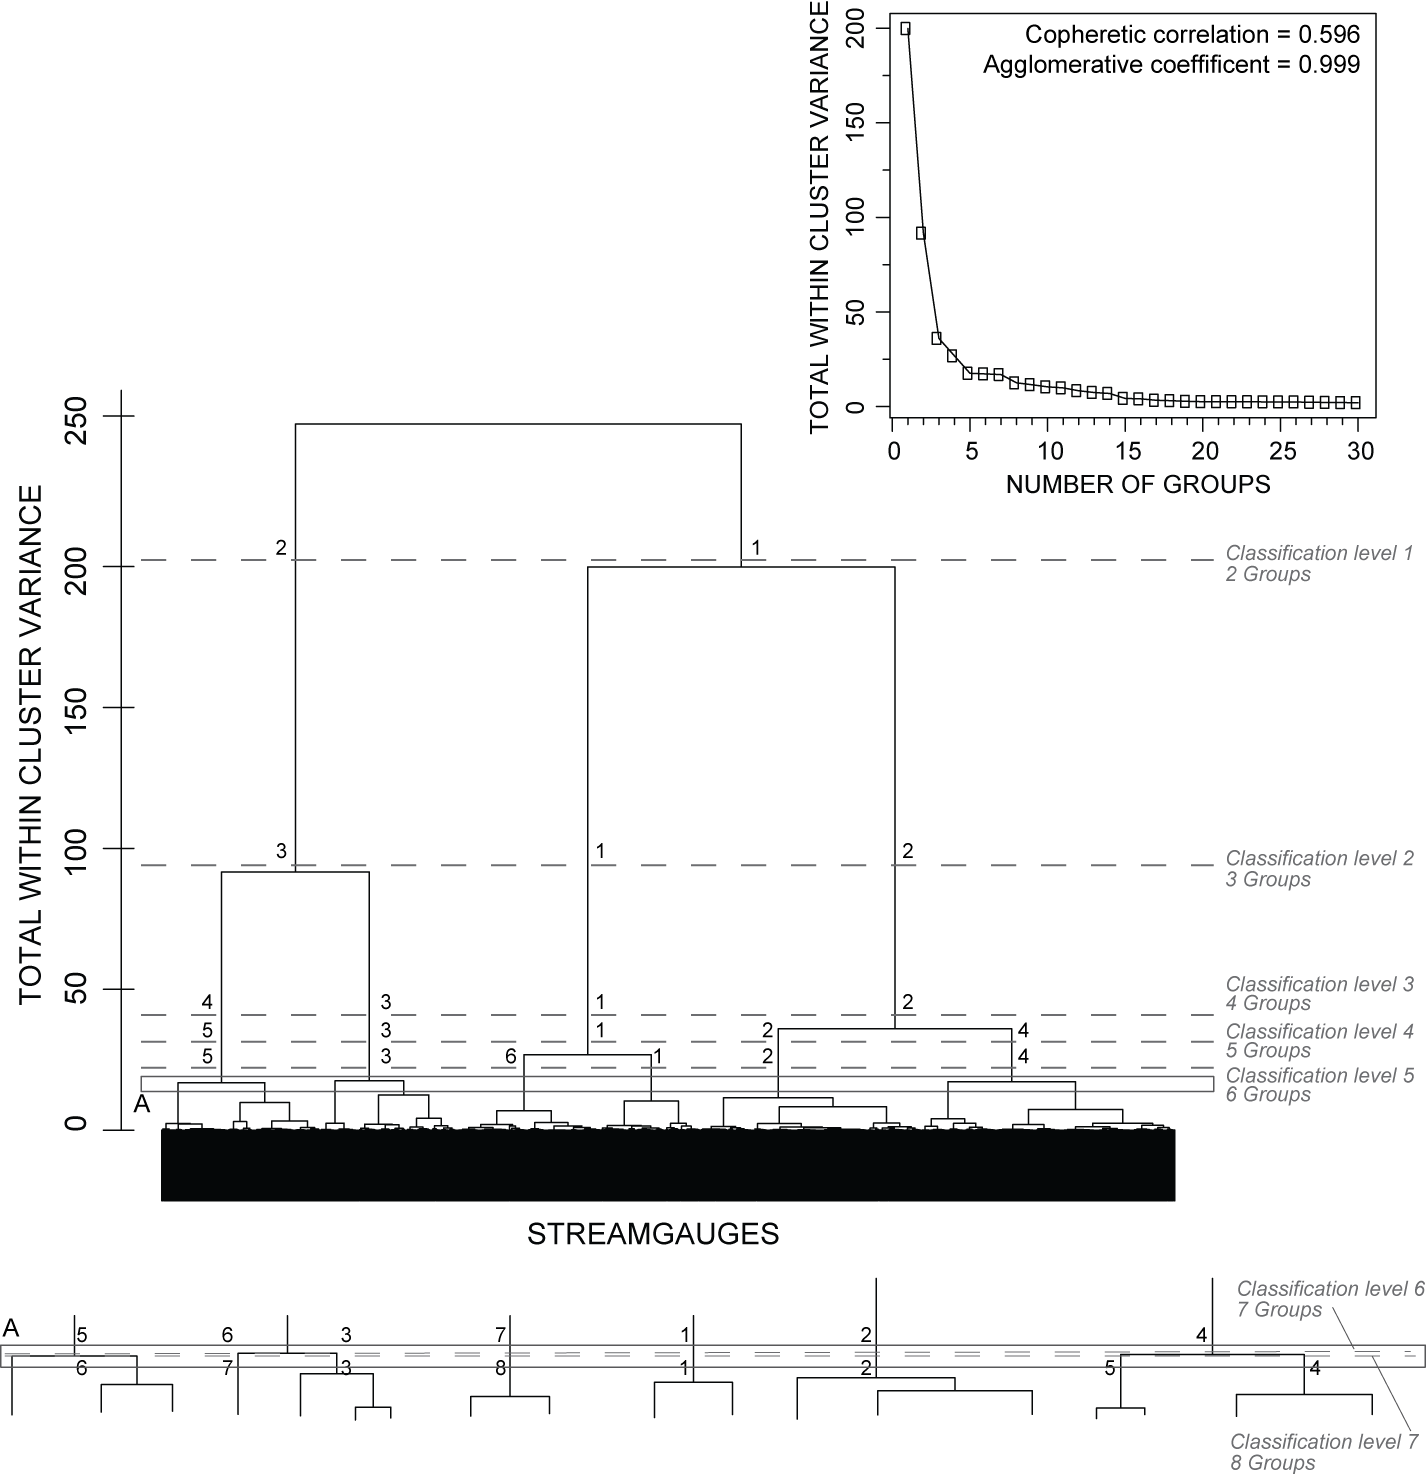 Copheretic correlation = 0.596
Agglomerative coeffificent = 0.999
TOTAL WITHIN CLUSTER VARIANCE
200
150
100
50
0
0 5 10 15 20 25 30
NUMBER OF GROUPS
TOTAL WITHIN CLUSTER VARIANCE
250
200
150
100
50
0
2 1
Classification level 1
2 Groups
3 1 2
Classification level 2
3 Groups
4 3 1 2
Classification level 3
4 Groups
5 3 1 2 4
Classification level 4
5 Groups
5 3 6 1 2 4
Classification level 5
6 Groups
A
STREAMGAUGES
Classification level 6
7 Groups
A
5 6 3 7 1 2 4
6 7 3 8 1 2 5 4
Classification level 7
8 Groups